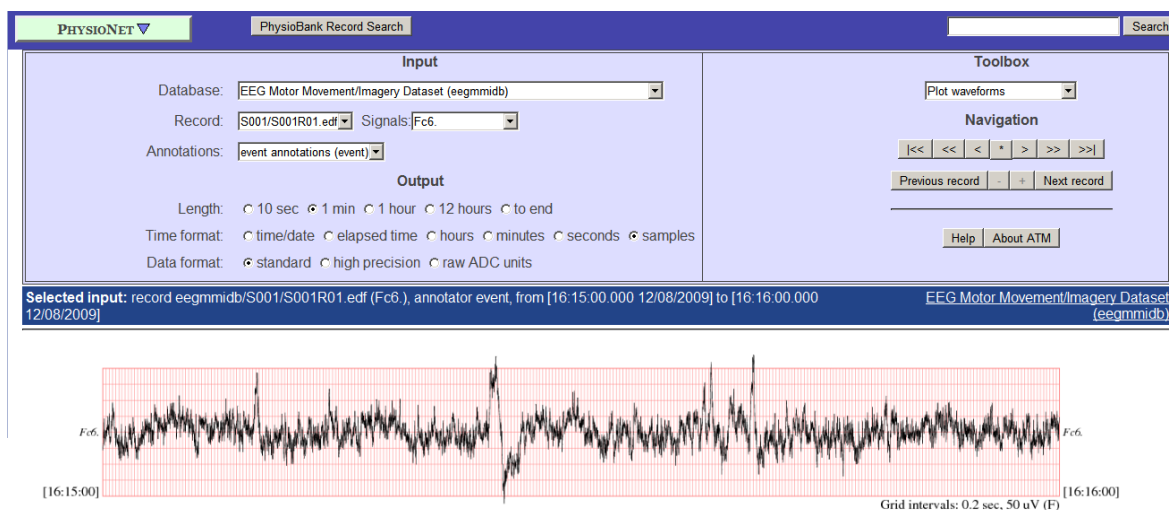 PHYSIONET PhysioBank Record Search Search
Input Toolbox
Database: EEG Motor Movement/Imagery Dataset (eegmmidb) Plot waveforms
Record: S001/S001R01.edf Signals: Fc6. Navigation
Annotations: event annotations (event) |<< << < * > >> >>|
Output Previous record - + Next record
Length: 10 sec 1 min 1 hour 12 hours to end
Time format: time/date elapsed time hours minutes seconds samples Help About ATM
Data format: standard high precision raw ADC units
Selected input: record eegmmidb/S001/S001R01.edf (Fc6.), annotator event, from [16:15:00.000 12/08/2009] to [16:16:00.000 EEG Motor Movement/Imagery Dataset
12/08/2009] (eegmmidb)
Fc6. Fc6.
[16:15:00] [16:16:00]
Grid intervals: 0.2 sec, 50 uV (F)